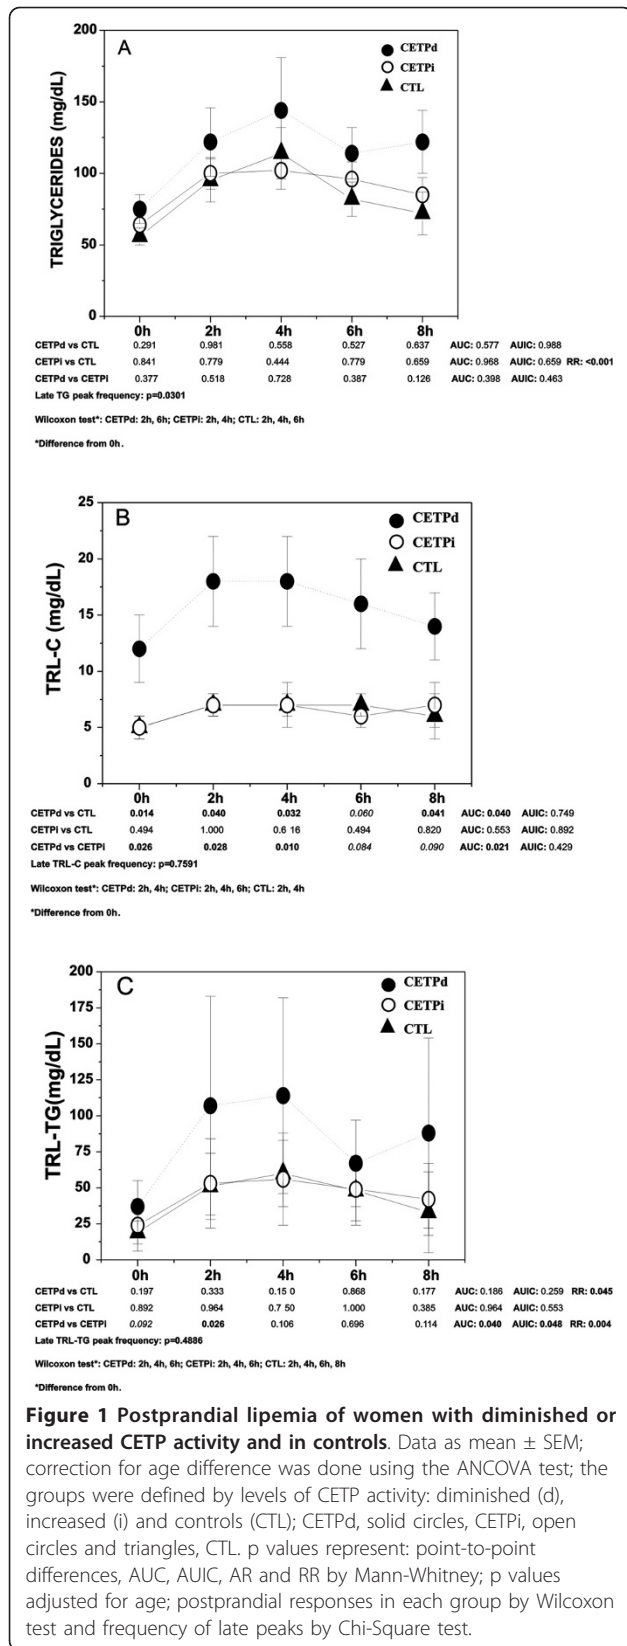 A
CETPd
CETPi
CTL
TRIGLYCERIDES (mg/dL)
200
150
100
50
0
0h 2h 4h 6h 8h
CETPd vs CTL 0.291 0.981 0.558 0.527 0.637 AUC: 0.577 AUIC: 0.988
CETPi vs CTL 0.841 0.779 0.444 0.779 0.659 AUC: 0.968 AUIC: 0.659 RR: <0.001
CETPd vs CETPi 0.377 0.518 0.728 0.387 0.126 AUC: 0.398 AUIC: 0.463
Late TG peak frequency: p=0.0301
Wilcoxon test*: CETPd: 2h, 6h; CETPi: 2h, 4h; CTL: 2h, 4h, 6h
*Difference from 0h.
B
CETPd
CETPi
CTL
TRL-C (mg/dL)
25
20
15
10
5
0
0h 2h 4h 6h 8h
CETPd vs CTL 0.014 0.040 0.032 0.060 0.041 AUC: 0.040 AUIC: 0.749
CETPi vs CTL 0.494 1.000 0.6 16 0.494 0.820 AUC: 0.553 AUIC: 0.892
CETPd vs CETPi 0.026 0.028 0.010 0.084 0.090 AUC: 0.021 AUIC: 0.429
Late TRL-C peak frequency: p=0.7591
Wilcoxon test*: CETPd: 2h, 4h; CETPi: 2h, 4h, 6h; CTL: 2h, 4h
*Difference from 0h.
C
CETPd
CETPi
CTL
TRL-TG(mg/dL)
200
175
150
125
100
75
50
25
0
0h 2h 4h 6h 8h
CETPd vs CTL 0.197 0.333 0.15 0 0.868 0.177 AUC: 0.186 AUIC: 0.259 RR: 0.045
CETPi vs CTL 0.892 0.964 0.7 50 1.000 0.385 AUC: 0.964 AUIC: 0.553
CETPd vs CETPi 0.092 0.026 0.106 0.696 0.114 AUC: 0.040 AUIC: 0.048 RR: 0.004
Late TRL-TG peak frequency: p=0.4886
Wilcoxon test*: CETPd: 2h, 4h, 6h; CETPi: 2h, 4h, 6h; CTL: 2h, 4h, 6h, 8h
*Difference from 0h.
Figure 1 Postprandial lipemia of women with diminished or
increased CETP activity and in controls. Data as mean ± SEM;
correction for age difference was done using the ANCOVA test; the
groups were defined by levels of CETP activity: diminished (d),
increased (i) and controls (CTL); CETPd, solid circles, CETPi, open
circles and triangles, CTL. p values represent: point-to-point
differences, AUC, AUIC, AR and RR by Mann-Whitney; p values
adjusted for age; postprandial responses in each group by Wilcoxon
test and frequency of late peaks by Chi-Square test.